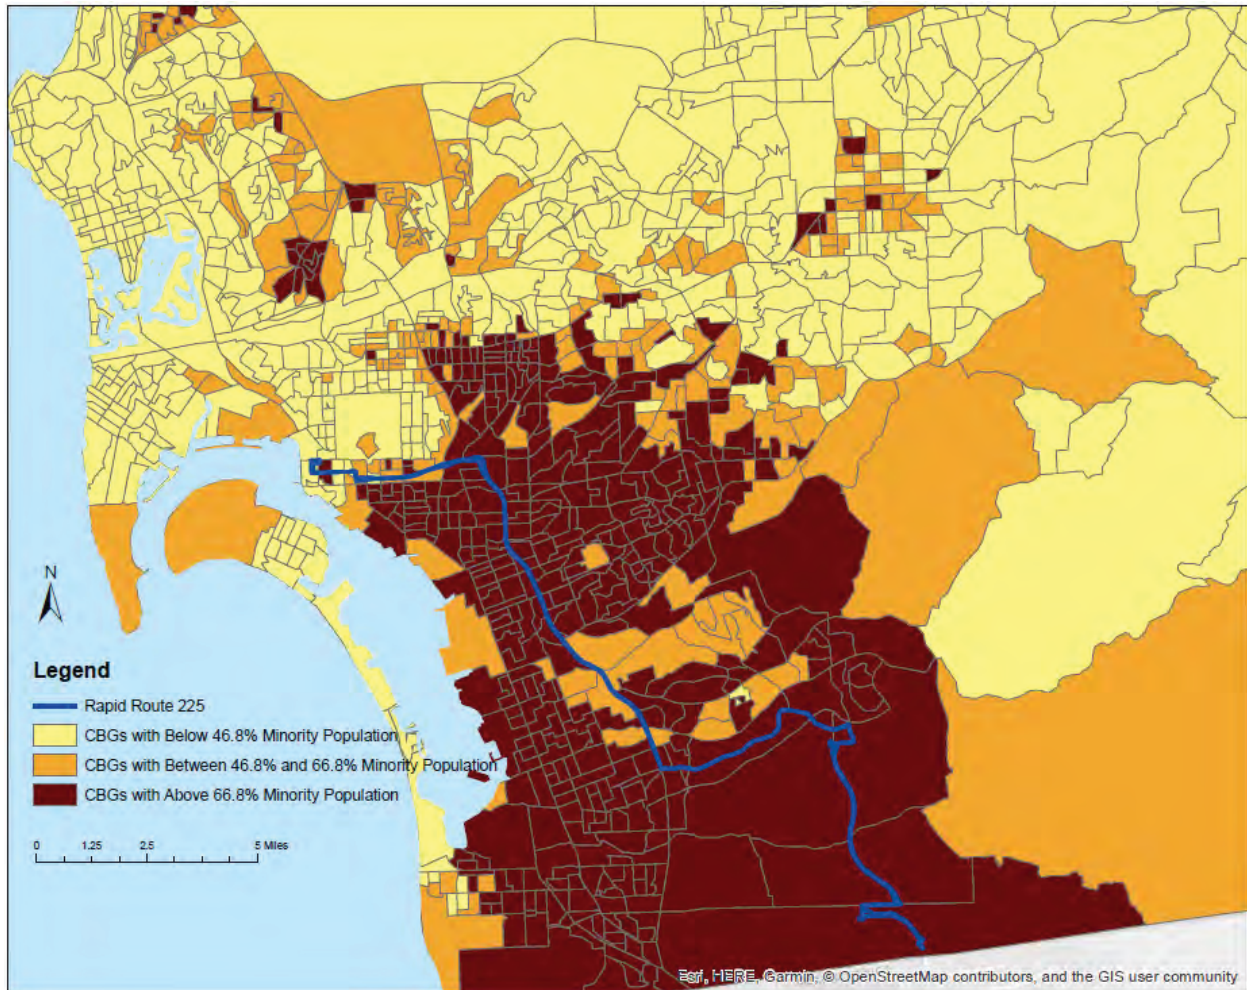 N
Legend
Rapid Route 225
CBGs with Below 46.8% Minority Population
CBGs with Between 46.8% and 66.8% Minority Population
CBGs with Above 66.8% Minority Population
0 1.25 2.5 5 Miles
Esri, HERE, Garmin, © OpenStreetMap contributors, and the GIS user community